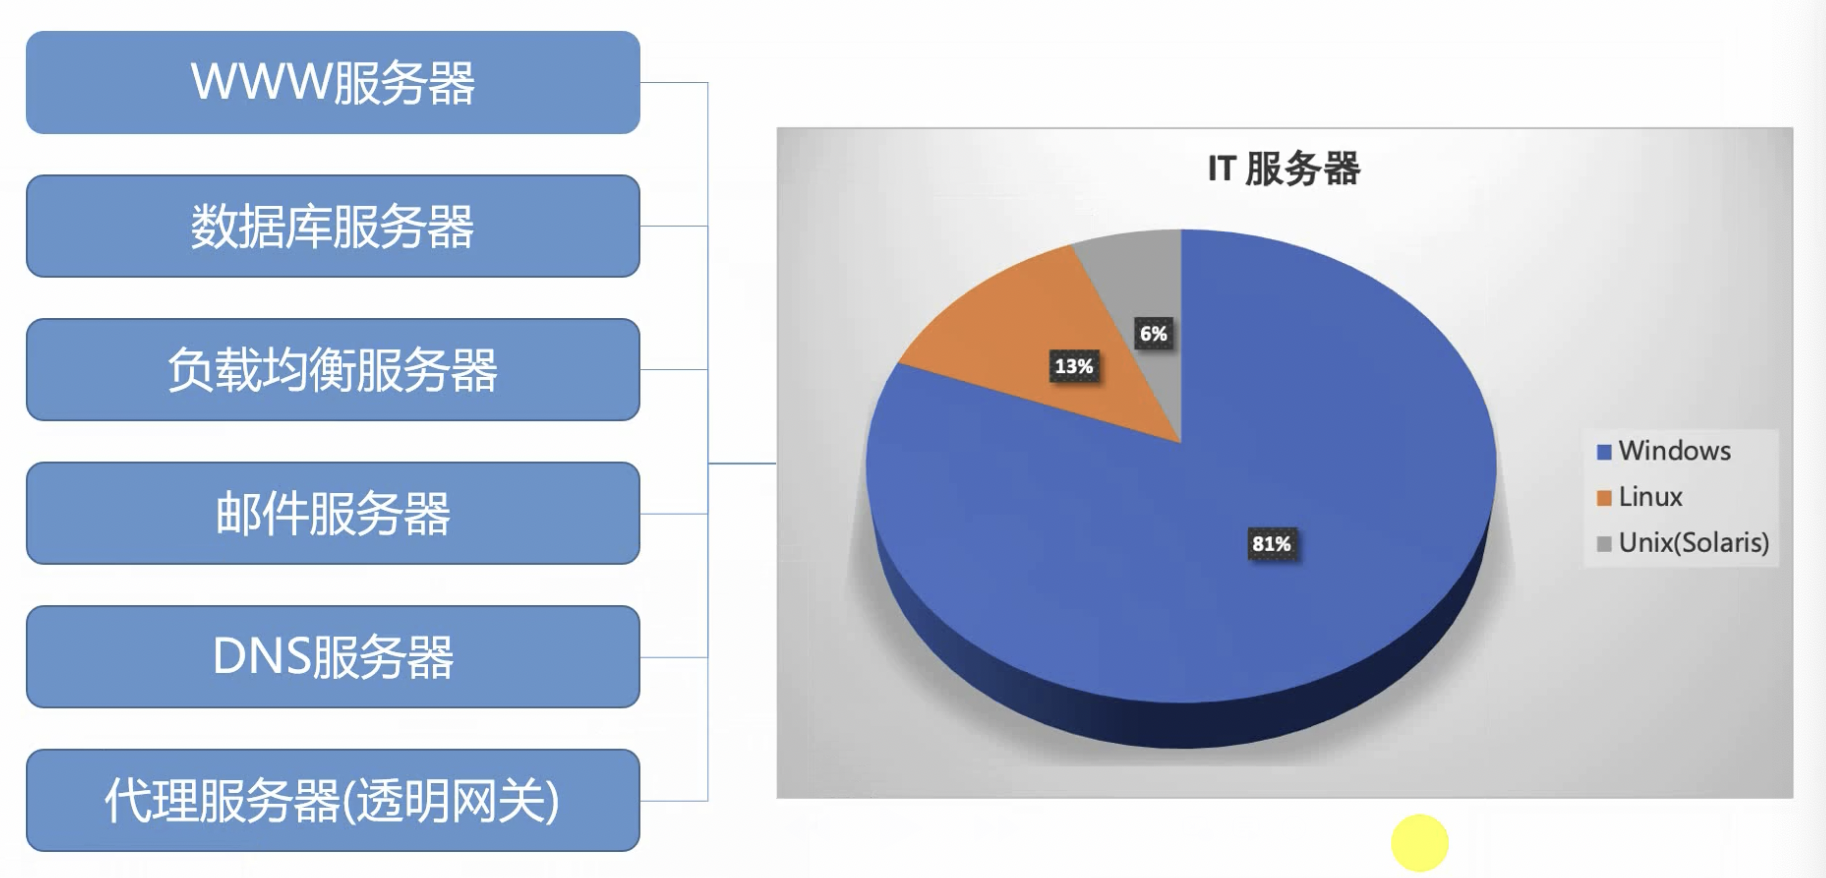 WWW服务器
数据库服务器
负载均衡服务器
邮件服务器
DNS服务器
代理服务器(透明网关)
IT 服务器
6%
13%
81%
Windows
Linux
Unix(Solaris)